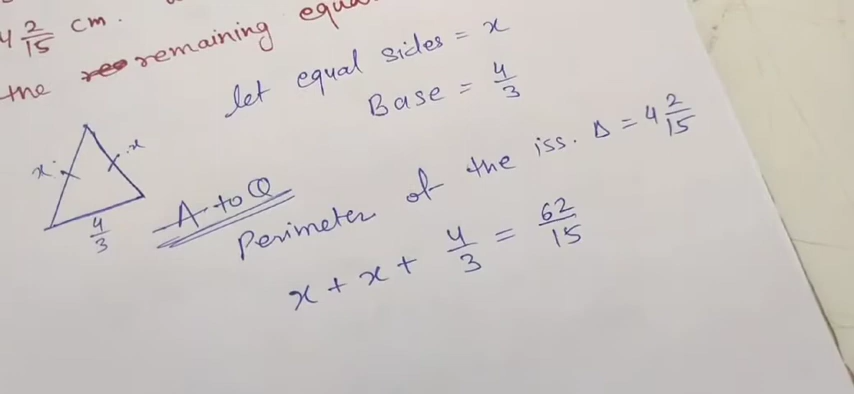 4 2/15 cm.
the remaining equa
let equal sides = x
Base = 4/3
x x
4/3
A to Q
Perimeter of the iss. Δ = 4 2/15
x + x + 4/3 = 62/15